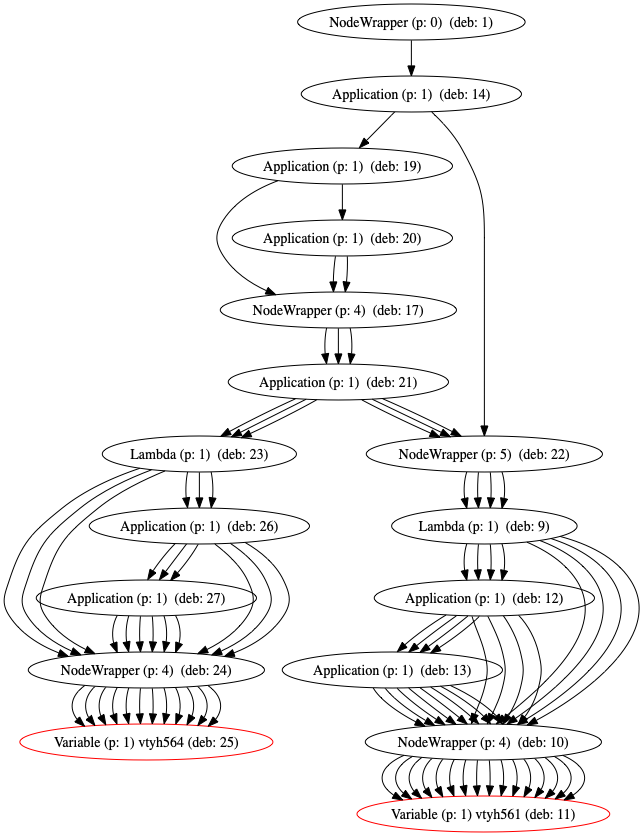 NodeWrapper (p: 0)  (deb: 1)
Application (p: 1)  (deb: 14)
Application (p: 1)  (deb: 19)
Application (p: 1)  (deb: 20)
NodeWrapper (p: 4)  (deb: 17)
Application (p: 1)  (deb: 21)
Lambda (p: 1)  (deb: 23)
NodeWrapper (p: 5)  (deb: 22)
Application (p: 1)  (deb: 26)
Lambda (p: 1)  (deb: 9)
Application (p: 1)  (deb: 27)
Application (p: 1)  (deb: 12)
NodeWrapper (p: 4)  (deb: 24)
Application (p: 1)  (deb: 13)
Variable (p: 1) vtyh564 (deb: 25)
NodeWrapper (p: 4)  (deb: 10)
Variable (p: 1) vtyh561 (deb: 11)